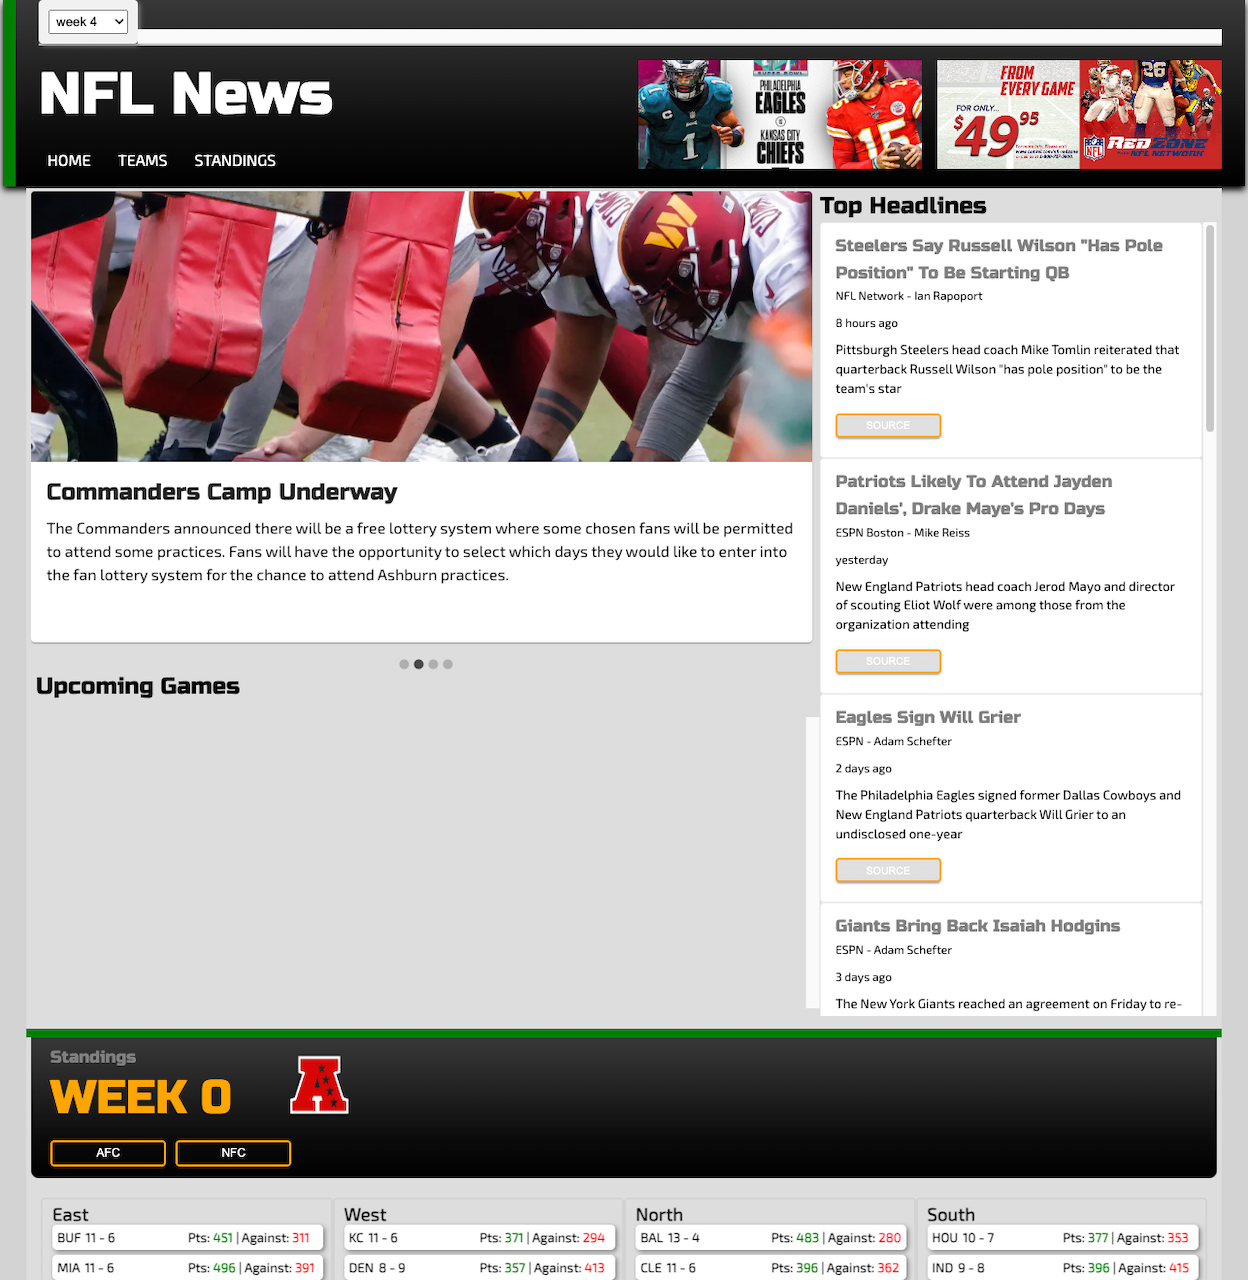 week 4
NFL News
HOME TEAMS STANDINGS
SUPER BOWL
PHILADELPHIA
EAGLES
KANSAS CITY
CHIEFS
1
15
FROM
EVERY GAME
FOR ONLY...
$49.95
26
NFL
REDZONE
NFL NETWORK
Commanders Camp Underway
The Commanders announced there will be a free lottery system where some chosen fans will be permitted
to attend some practices. Fans will have the opportunity to select which days they would like to enter into
the fan lottery system for the chance to attend Ashburn practices.
Upcoming Games
Top Headlines
Steelers Say Russell Wilson "Has Pole
Position" To Be Starting QB
NFL Network - Ian Rapoport
8 hours ago
Pittsburgh Steelers head coach Mike Tomlin reiterated that
quarterback Russell Wilson "has pole position" to be the
team's star
SOURCE
Patriots Likely To Attend Jayden
Daniels', Drake Maye's Pro Days
ESPN Boston - Mike Reiss
yesterday
New England Patriots head coach Jerod Mayo and director
of scouting Eliot Wolf were among those from the
organization attending
SOURCE
Eagles Sign Will Grier
ESPN - Adam Schefter
2 days ago
The Philadelphia Eagles signed former Dallas Cowboys and
New England Patriots quarterback Will Grier to an
undisclosed one-year
SOURCE
Giants Bring Back Isaiah Hodgins
ESPN - Adam Schefter
3 days ago
The New York Giants reached an agreement on Friday to re-
Standings
WEEK 0
A
AFC NFC
East
BUF 11 - 6 Pts: 451 | Against: 311
MIA 11 - 6 Pts: 496 | Against: 391
West
KC 11 - 6 Pts: 371 | Against: 294
DEN 8 - 9 Pts: 357 | Against: 413
North
BAL 13 - 4 Pts: 483 | Against: 280
CLE 11 - 6 Pts: 396 | Against: 362
South
HOU 10 - 7 Pts: 377 | Against: 353
IND 9 - 8 Pts: 396 | Against: 415